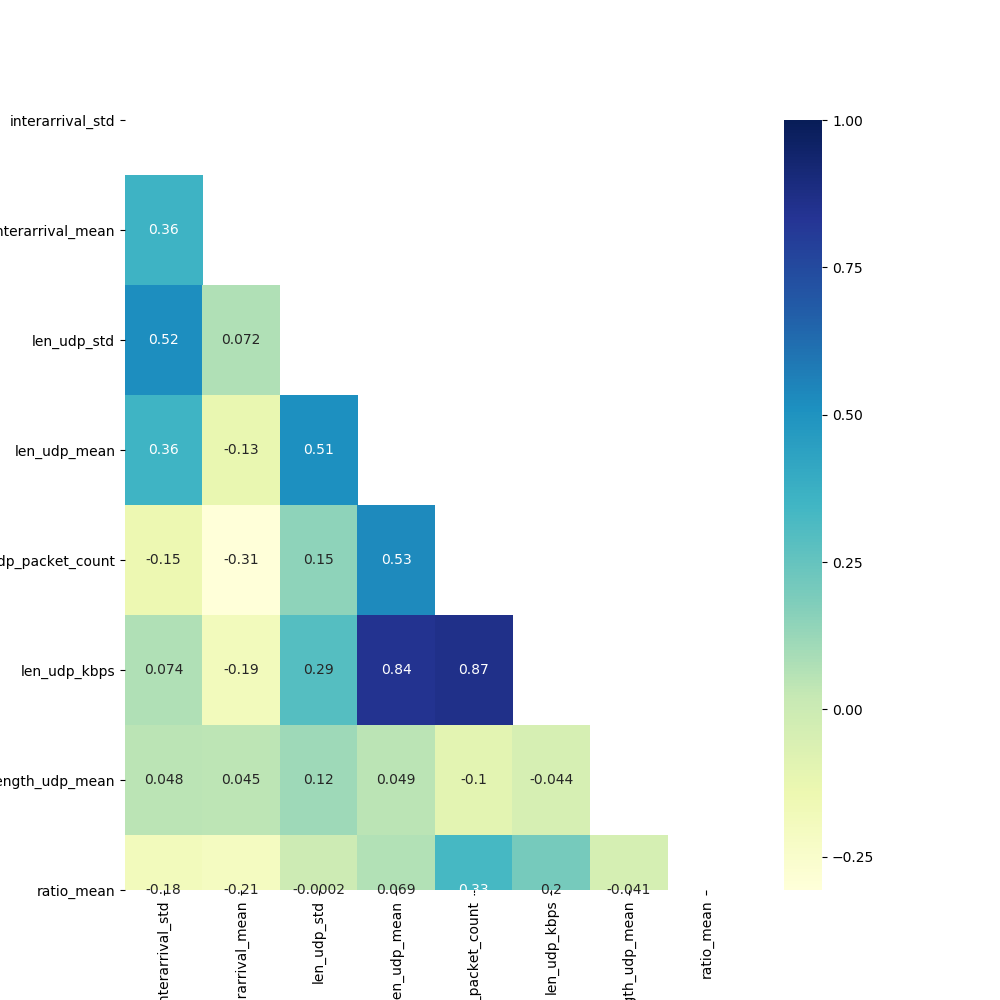 interarrival_std
nterarrival_mean
0.36
len_udp_std
0.52 0.072
len_udp_mean
0.36 -0.13 0.51
dp_packet_count
-0.15 -0.31 0.15 0.53
len_udp_kbps
0.074 -0.19 0.29 0.84 0.87
ength_udp_mean
0.048 0.045 0.12 0.049 -0.1 -0.044
ratio_mean
-0.18 -0.21 -0.0002 0.069 0.33 0.2 -0.041
nterarrival_std
rarrival_mean
len_udp_std
en_udp_mean
_packet_count
len_udp_kbps
gth_udp_mean
ratio_mean
1.00
0.75
0.50
0.25
0.00
−0.25